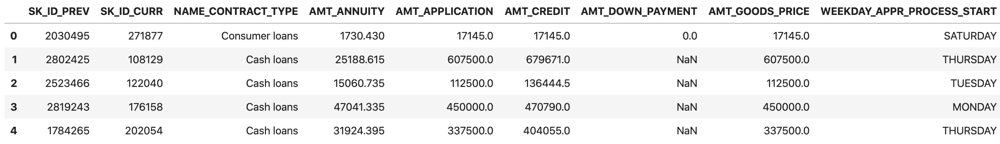 SK_ID_PREV SK_ID_CURR NAME_CONTRACT_TYPE AMT_ANNUITY AMT_APPLICATION AMT_CREDIT AMT_DOWN_PAYMENT AMT_GOODS_PRICE WEEKDAY_APPR_PROCESS_START
0 2030495 271877 Consumer loans 1730.430 17145.0 17145.0 0.0 17145.0 SATURDAY
1 2802425 108129 Cash loans 25188.615 607500.0 679671.0 NaN 607500.0 THURSDAY
2 2523466 122040 Cash loans 15060.735 112500.0 136444.5 NaN 112500.0 TUESDAY
3 2819243 176158 Cash loans 47041.335 450000.0 470790.0 NaN 450000.0 MONDAY
4 1784265 202054 Cash loans 31924.395 337500.0 404055.0 NaN 337500.0 THURSDAY